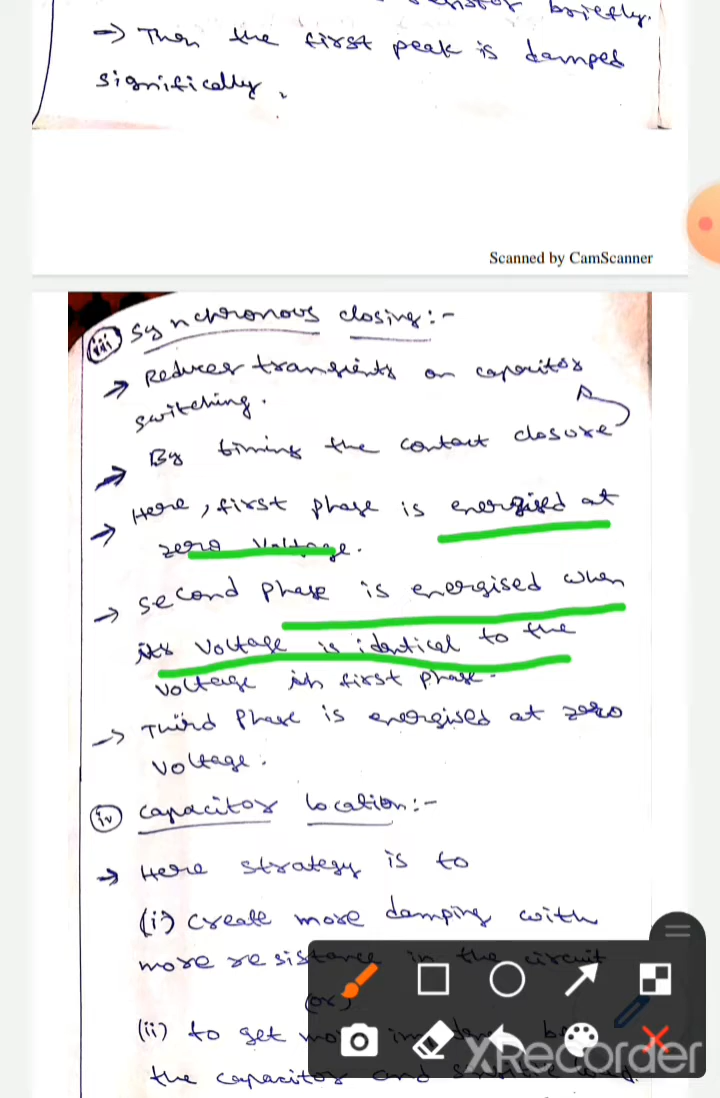 briefly.
→ Then the first peak is damped
significally.
Scanned by CamScanner
(iii) Synchronous closing:-
→ Reduces transients on capacitor
switching.
→ By timing the contact closure
→ Here, first phase is energised at
zero voltage.
→ Second phase is energised when
its voltage is identical to the
voltage in first phase.
→ Third phase is energised at zero
voltage.
(iv) capacitor location:-
→ Here strategy is to
(i) create more damping with
more resistance in the circuit
(or)
(ii) to get
the capacitor and
XRecorder